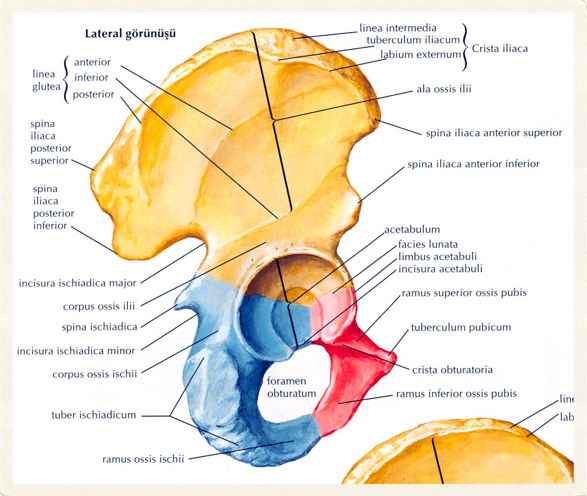 Lateral görünüşü
linea intermedia
tuberculum iliacum
labium externum
Crista iliaca
linea
glutea
anterior
inferior
posterior
ala ossis ilii
spina
iliaca
posterior
superior
spina iliaca anterior superior
spina iliaca anterior inferior
spina
iliaca
posterior
inferior
acetabulum
facies lunata
limbus acetabuli
incisura acetabuli
incisura ischiadica major
corpus ossis ilii
spina ischiadica
incisura ischiadica minor
corpus ossis ischii
tuber ischiadicum
ramus ossis ischii
ramus superior ossis pubis
tuberculum pubicum
crista obturatoria
ramus inferior ossis pubis
foramen
obturatum
line
lab